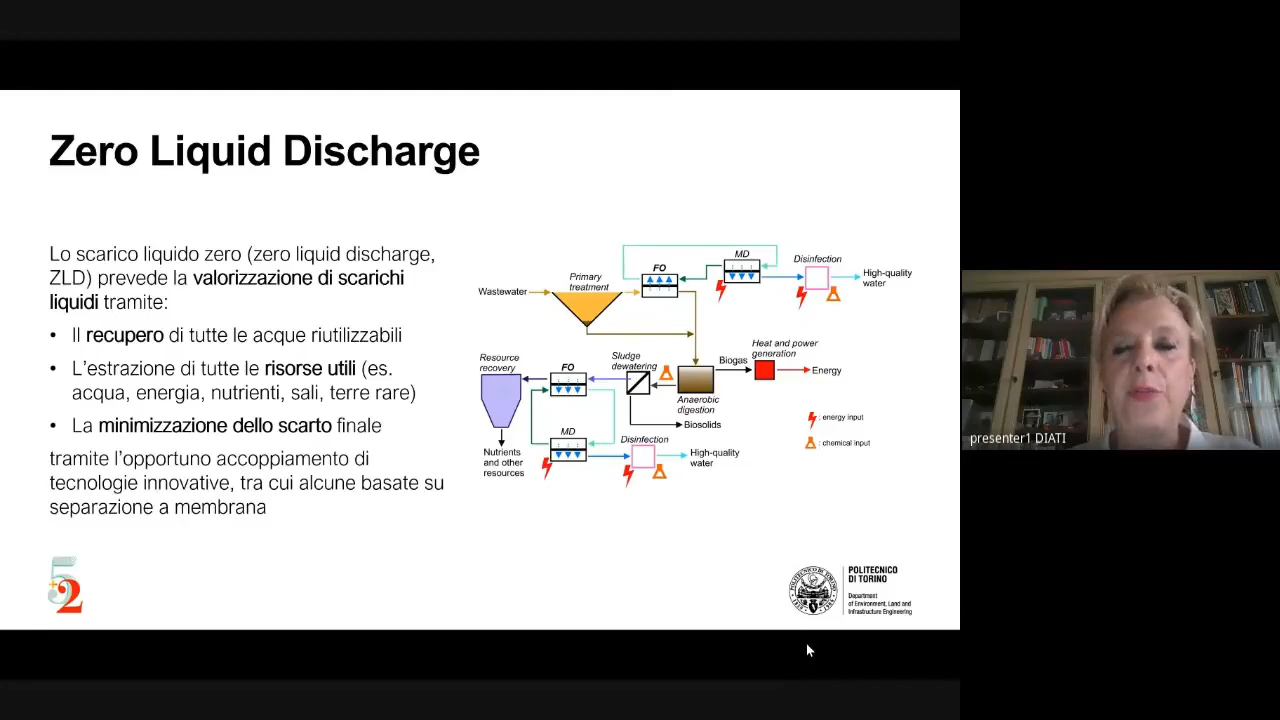 Zero Liquid Discharge
Lo scarico liquido zero (zero liquid discharge,
ZLD) prevede la valorizzazione di scarichi
liquidi tramite:
• Il recupero di tutte le acque riutilizzabili
• L'estrazione di tutte le risorse utili (es.
acqua, energia, nutrienti, sali, terre rare)
• La minimizzazione dello scarto finale
tramite l'opportuno accoppiamento di
tecnologie innovative, tra cui alcune basate su
separazione a membrana
Wastewater
Primary
treatment
FO
MD
Disinfection
High-quality
water
Resource
recovery
FO
Sludge
dewatering
Anaerobic
digestion
Biogas
Heat and power
generation
Energy
Biosolids
MD
Disinfection
High-quality
water
Nutrients
and other
resources
: energy input
: chemical input
5+2
POLITECNICO
DI TORINO
Department
of Environment, Land and
Infrastructure Engineering
presenter1 DIATI